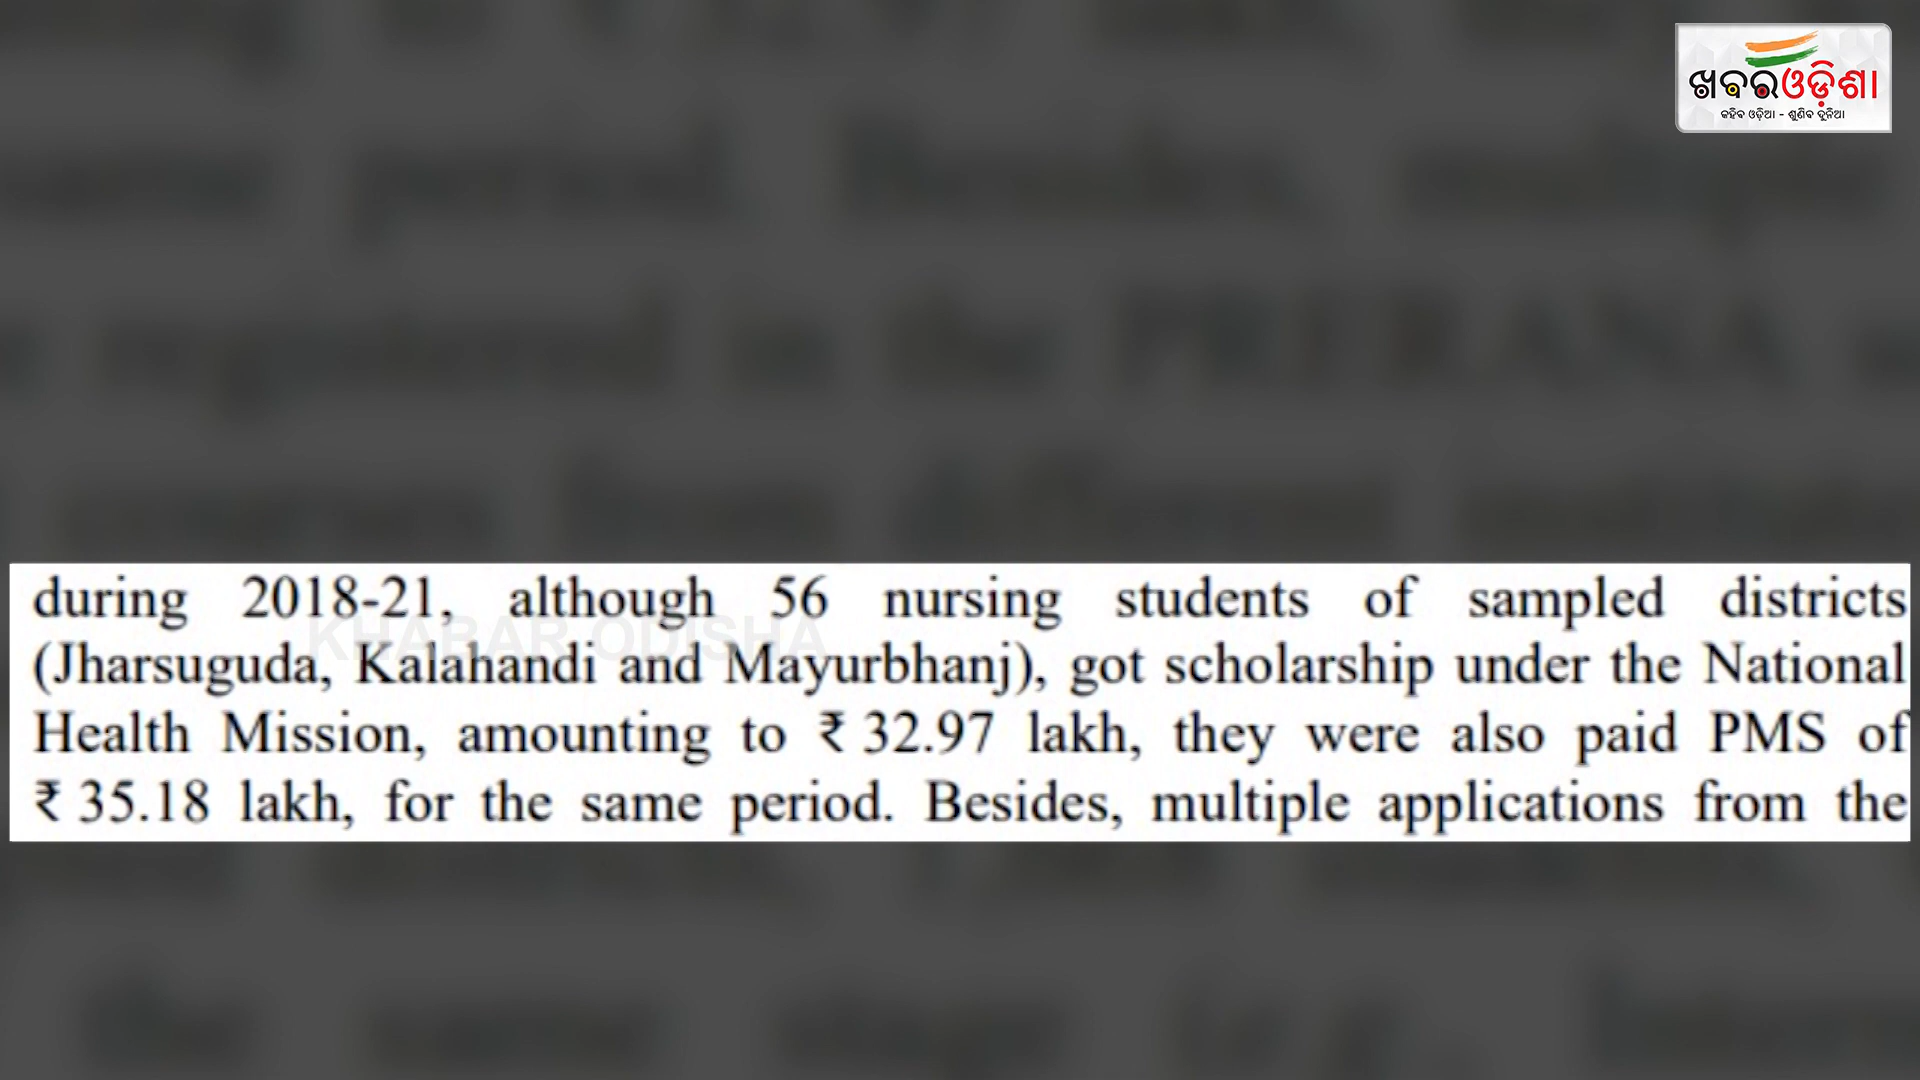 ଖବରଓଡ଼ିଶା
କହିବ ଓଡ଼ିଆ - ଶୁଣିବ ଦୁନିଆ
during 2018-21, although 56 nursing students of sampled districts
KHABAR ODISHA
(Jharsuguda, Kalahandi and Mayurbhanj), got scholarship under the National
Health Mission, amounting to ₹ 32.97 lakh, they were also paid PMS of
₹ 35.18 lakh, for the same period. Besides, multiple applications from the